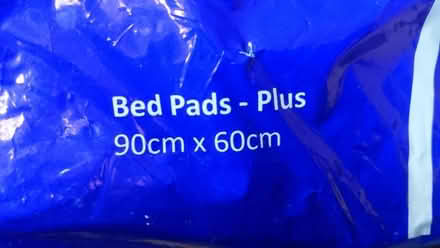 Bed Pads - Plus
90cm x 60cm